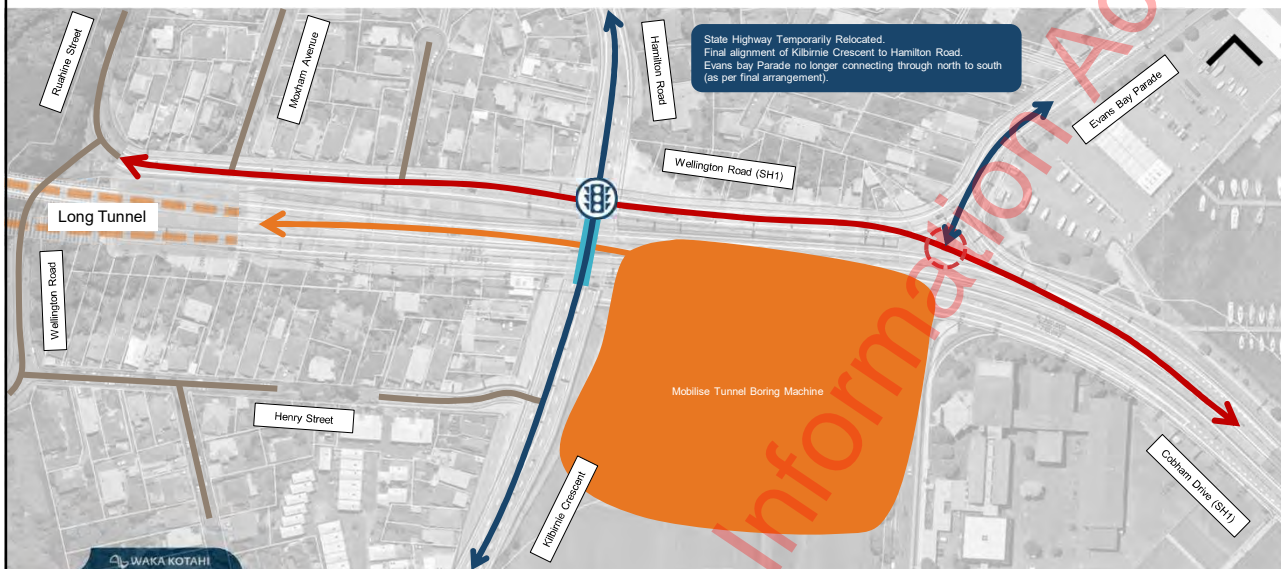 State Highway Temporarily Relocated.
Final alignment of Kilbirnie Crescent to Hamilton Road.
Evans bay Parade no longer connecting through north to south
(as per final arrangement).
Ruahine Street
Moxham Avenue
Hamilton Road
Evans Bay Parade
Wellington Road (SH1)
Long Tunnel
Wellington Road
Mobilise Tunnel Boring Machine
Henry Street
Kilbirnie Crescent
Cobham Drive (SH1)
WAKA KOTAHI
Information Ac